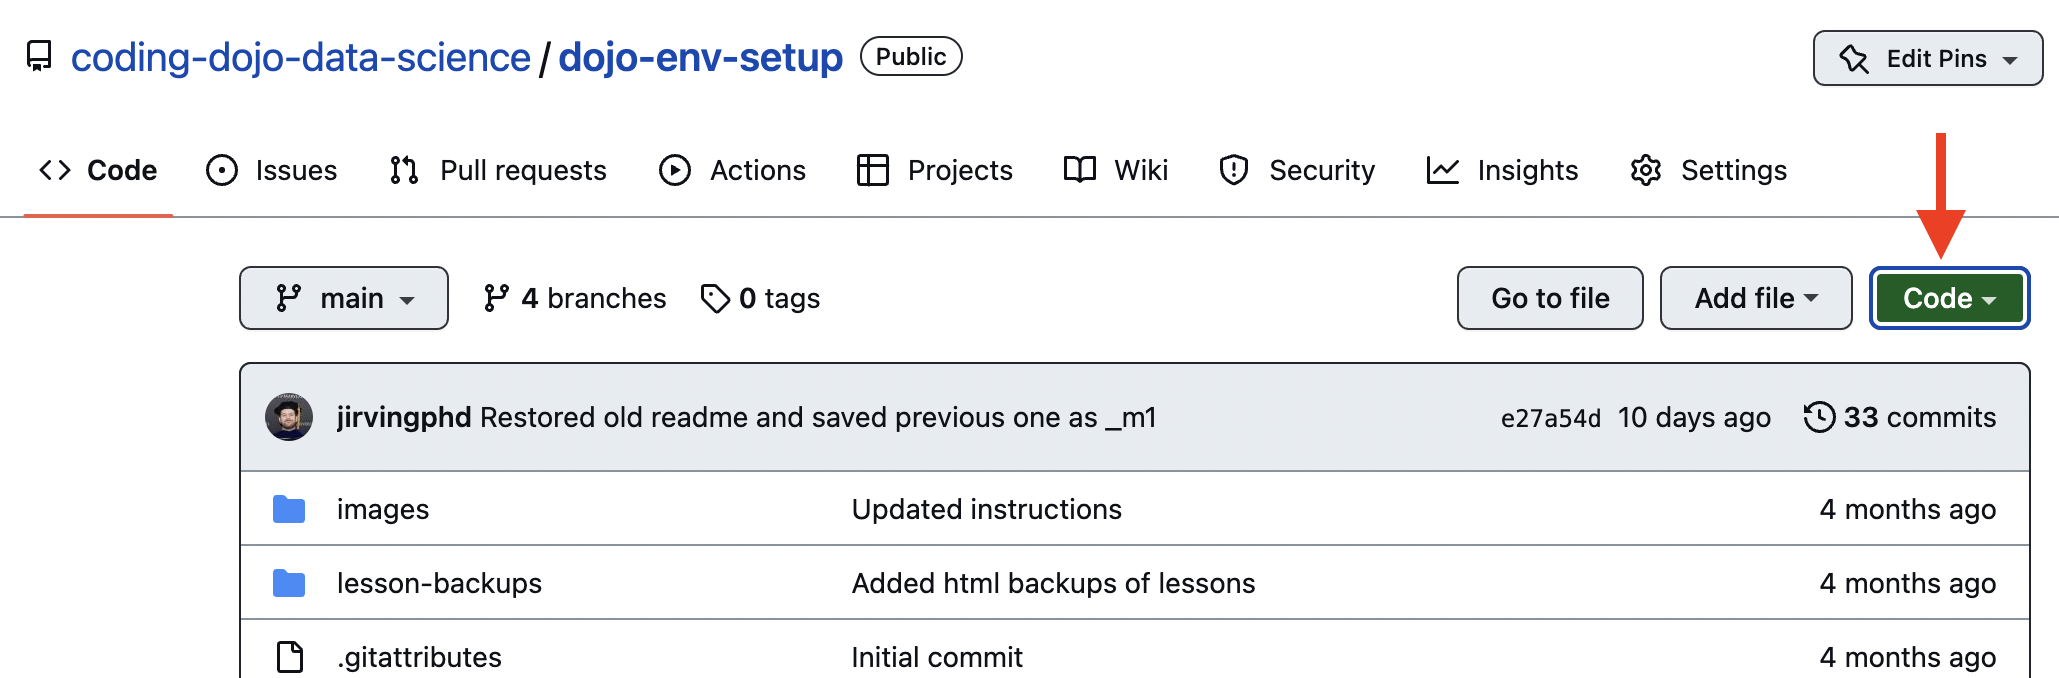 coding-dojo-data-science / dojo-env-setup Public Edit Pins
Code Issues Pull requests Actions Projects Wiki Security Insights Settings
main 4 branches 0 tags Go to file Add file Code
jirvingphd Restored old readme and saved previous one as _m1 e27a54d 10 days ago 33 commits
images Updated instructions 4 months ago
lesson-backups Added html backups of lessons 4 months ago
.gitattributes Initial commit 4 months ago